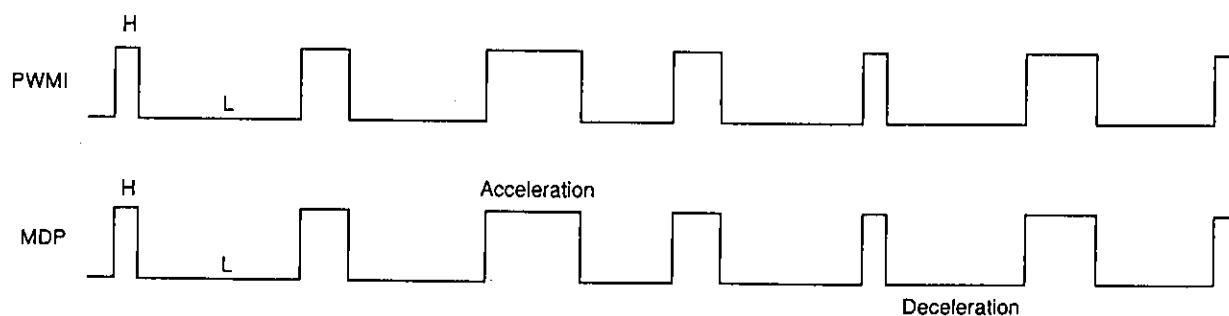 H
PWMI
L
H
Acceleration
MDP
L
Deceleration